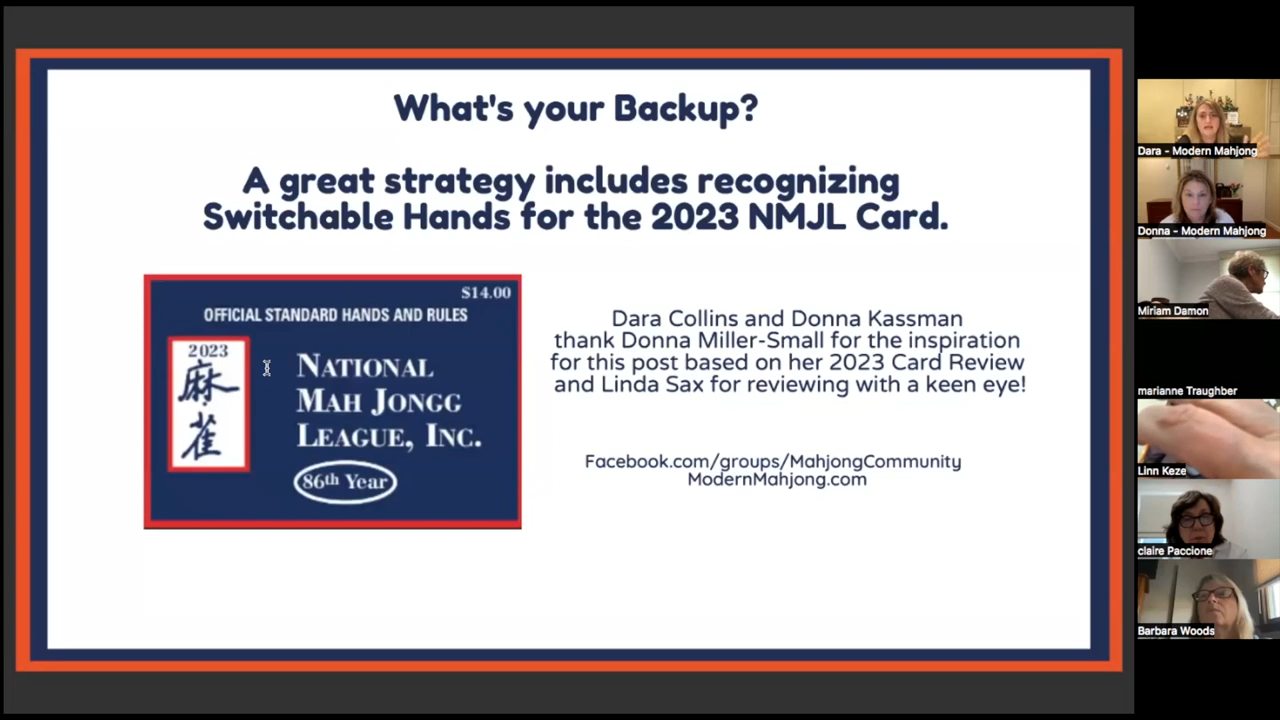 What's your Backup?
A great strategy includes recognizing
Switchable Hands for the 2023 NMJL Card.
$14.00
OFFICIAL STANDARD HANDS AND RULES
2023
麻
雀
NATIONAL
MAH JONGG
LEAGUE, INC.
86th Year
Dara Collins and Donna Kassman
thank Donna Miller-Small for the inspiration
for this post based on her 2023 Card Review
and Linda Sax for reviewing with a keen eye!
Facebook.com/groups/MahjongCommunity
ModernMahjong.com
Dara - Modern Mahjong
Donna - Modern Mahjong
Miriam Damon
marianne Traughber
Linn Keze
claire Paccione
Barbara Woods